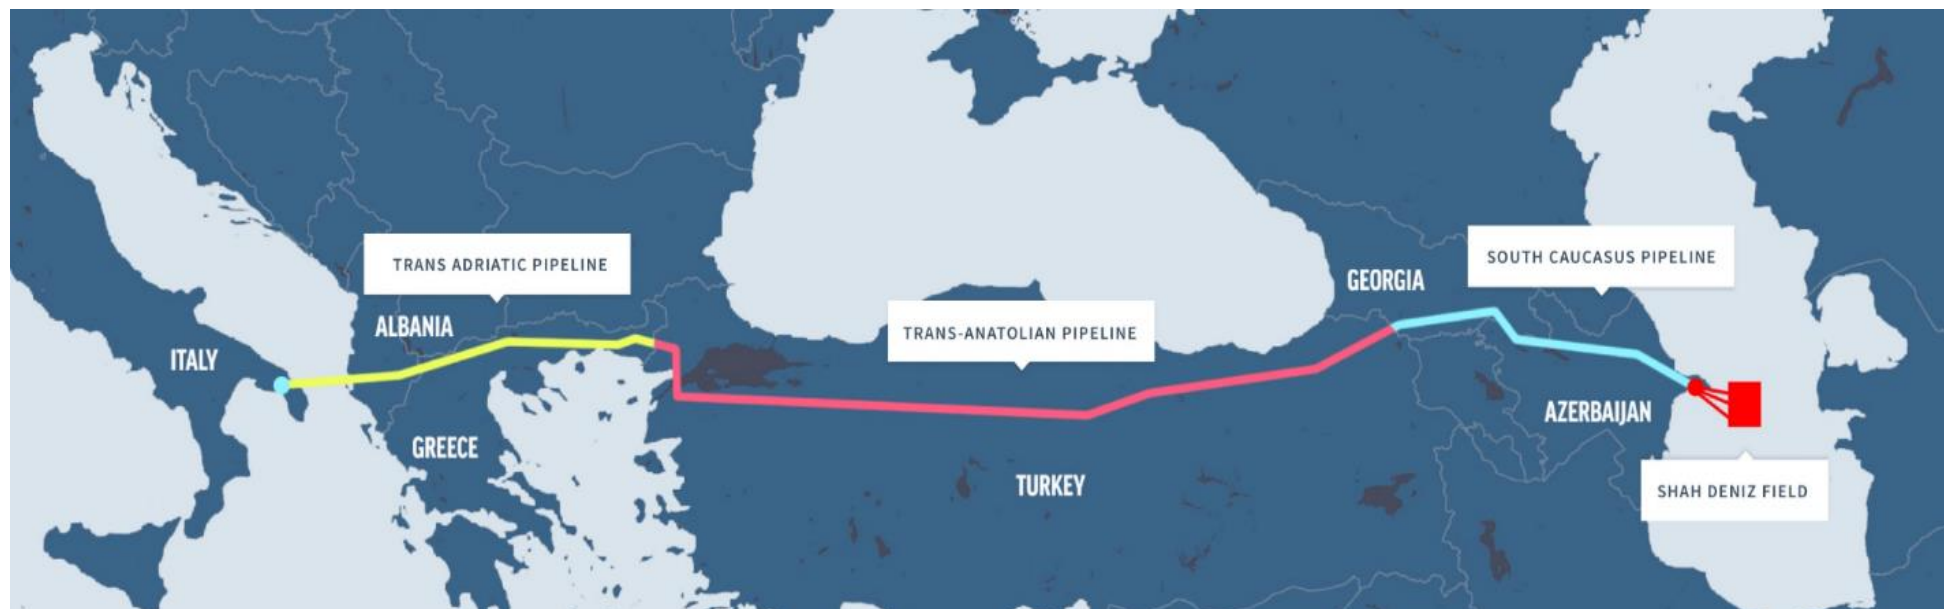 SOUTH CAUCASUS PIPELINE
TRANS ADRIATIC PIPELINE
GEORGIA
ALBANIA
TRANS-ANATOLIAN PIPELINE
ITALY
AZERBAIJAN
GREECE
TURKEY
SHAH DENIZ FIELD